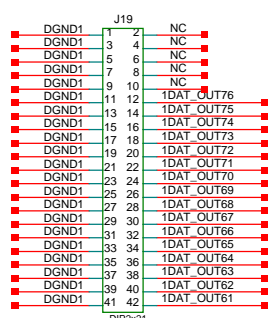 J19
DGND1 1 2 NC
DGND1 3 4 NC
DGND1 5 6 NC
DGND1 7 8 NC
DGND1 9 10 NC
DGND1 11 12 1DAT_OUT76
DGND1 13 14 1DAT_OUT75
DGND1 15 16 1DAT_OUT74
DGND1 17 18 1DAT_OUT73
DGND1 19 20 1DAT_OUT72
DGND1 21 22 1DAT_OUT71
DGND1 23 24 1DAT_OUT70
DGND1 25 26 1DAT_OUT69
DGND1 27 28 1DAT_OUT68
DGND1 29 30 1DAT_OUT67
DGND1 31 32 1DAT_OUT66
DGND1 33 34 1DAT_OUT65
DGND1 35 36 1DAT_OUT64
DGND1 37 38 1DAT_OUT63
DGND1 39 40 1DAT_OUT62
DGND1 41 42 1DAT_OUT61